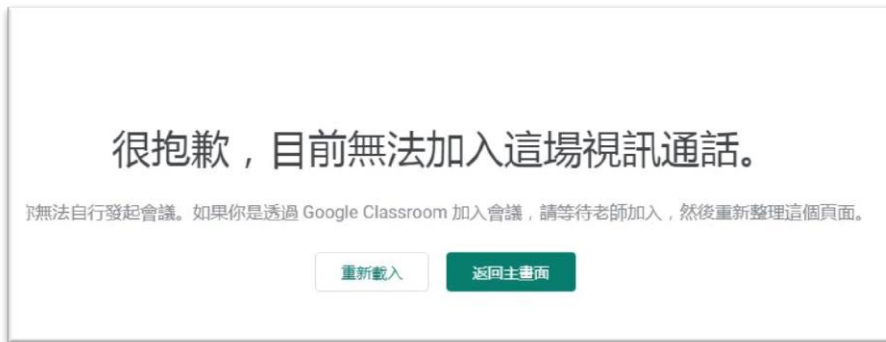 很抱歉，目前無法加入這場視訊通話。
你無法自行發起會議。如果你是透過 Google Classroom 加入會議，請等待老師加入，然後重新整理這個頁面。
重新載入
返回主畫面